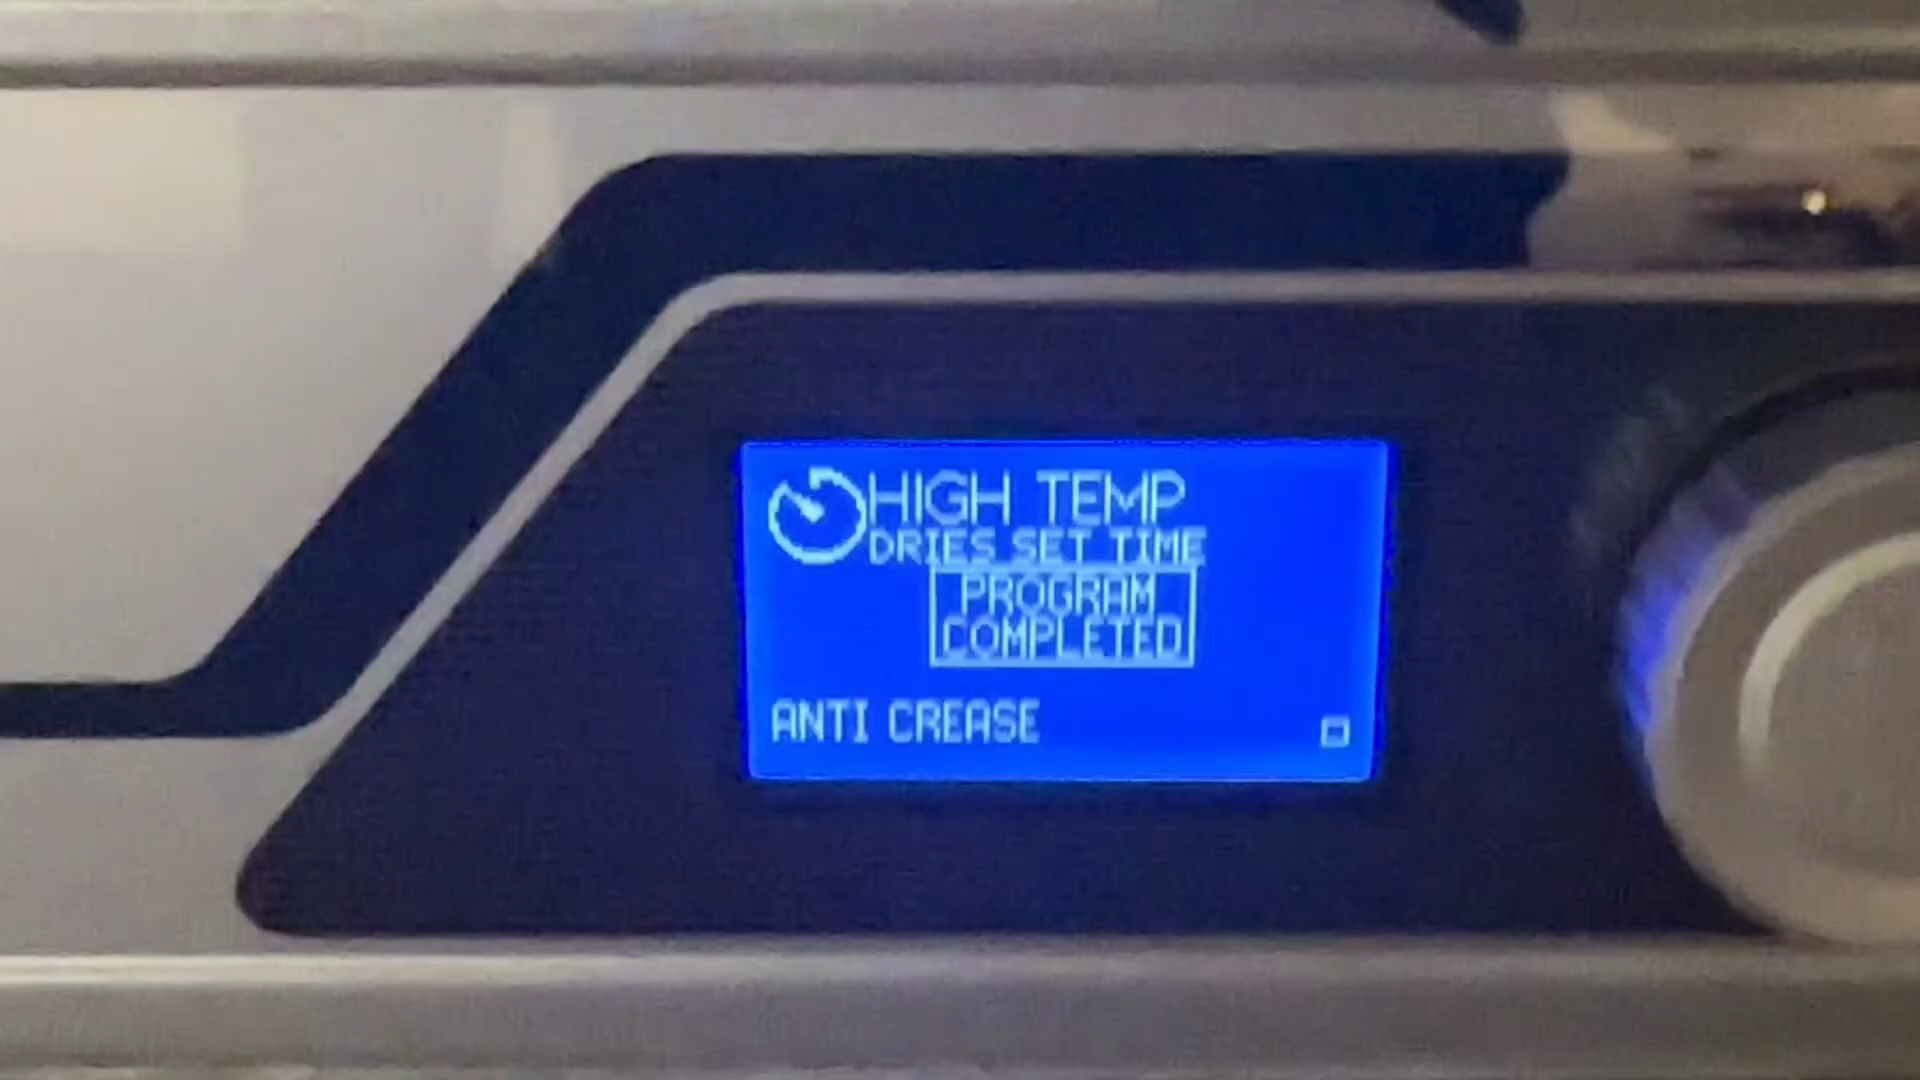 HIGH TEMP
DRIES SET TIME
PROGRAM
COMPLETED
ANTI CREASE